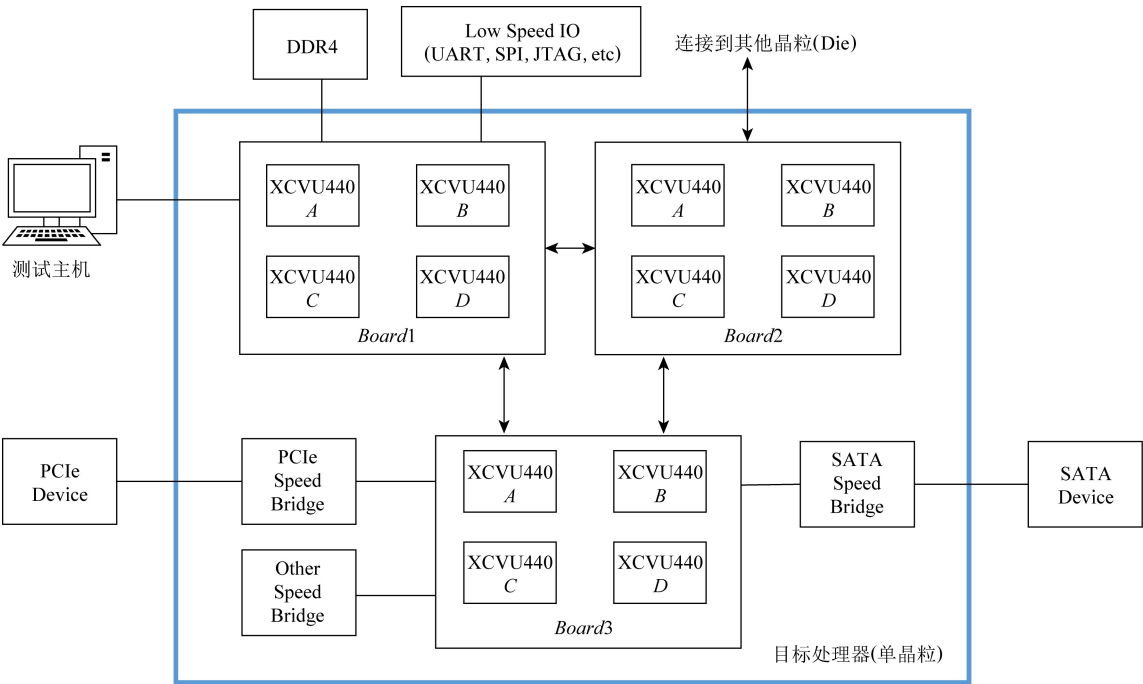 DDR4
Low Speed IO
(UART, SPI, JTAG, etc)
连接到其他晶粒(Die)
测试主机
XCVU440
A
XCVU440
B
XCVU440
C
XCVU440
D
Board1
XCVU440
A
XCVU440
B
XCVU440
C
XCVU440
D
Board2
PCIe
Device
PCIe
Speed
Bridge
Other
Speed
Bridge
XCVU440
A
XCVU440
B
XCVU440
C
XCVU440
D
Board3
SATA
Speed
Bridge
SATA
Device
目标处理器(单晶粒)